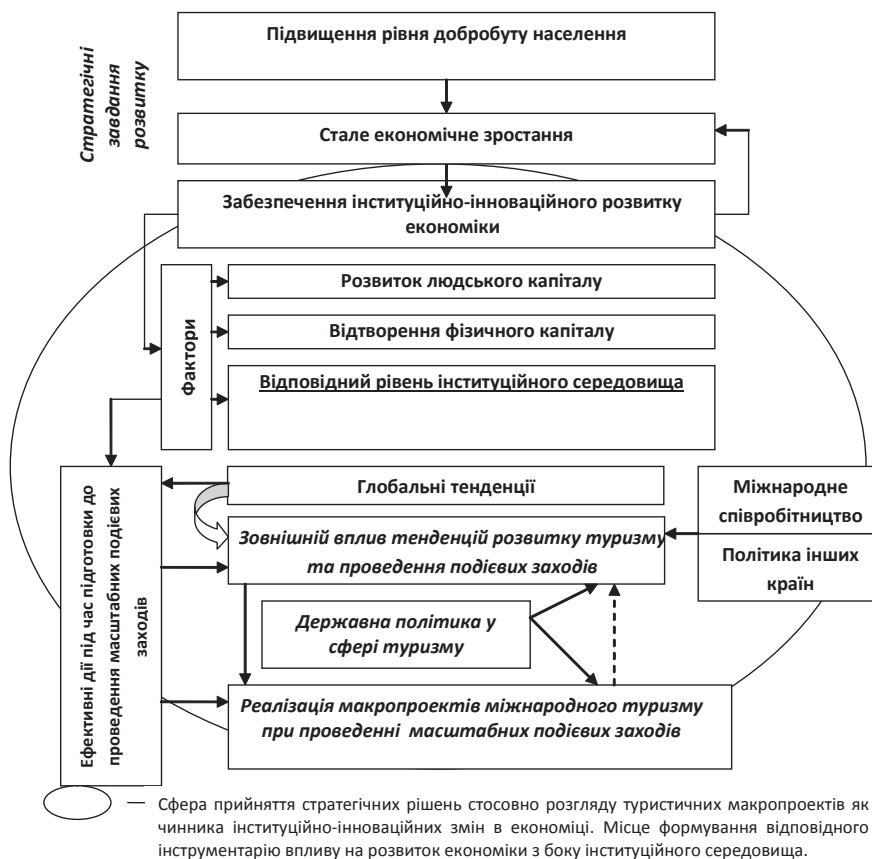 Підвищення рівня добробуту населення
Стратегічні
завдання
розвитку
Стале економічне зростання
Забезпечення інституційно-інноваційного розвитку
економіки
Фактори
Розвиток людського капіталу
Відтворення фізичного капіталу
Відповідний рівень інституційного середовища
Ефективні дії під час підготовки до
проведення масштабних подієвих
заходів
Глобальні тенденції
Міжнародне
співробітництво
Політика інших
країн
Зовнішній вплив тенденцій розвитку туризму
та проведення подієвих заходів
Державна політика у
сфері туризму
Реалізація макропроектів міжнародного туризму
при проведенні масштабних подієвих заходів
— Сфера прийняття стратегічних рішень стосовно розгляду туристичних макропроектів як
чинника інституційно-інноваційних змін в економіці. Місце формування відповідного
інструментарію впливу на розвиток економіки з боку інституційного середовища.